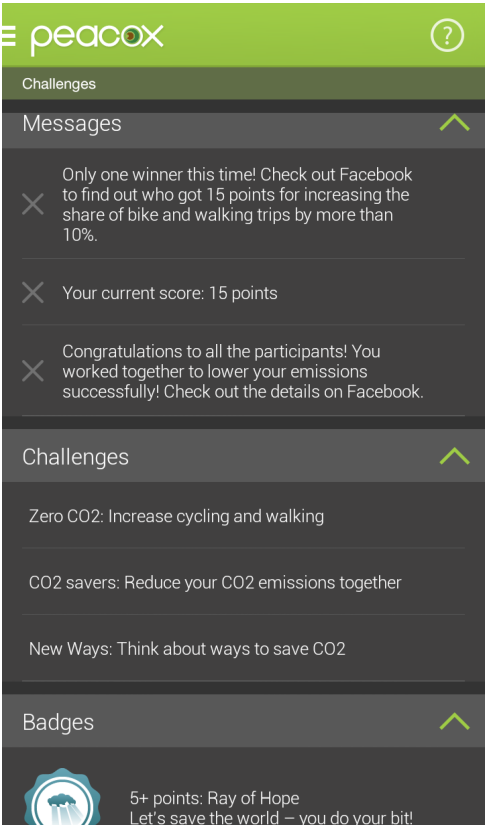 peacox
?
Challenges
Messages
Only one winner this time! Check out Facebook
to find out who got 15 points for increasing the
share of bike and walking trips by more than
10%.
Your current score: 15 points
Congratulations to all the participants! You
worked together to lower your emissions
successfully! Check out the details on Facebook.
Challenges
Zero CO2: Increase cycling and walking
CO2 savers: Reduce your CO2 emissions together
New Ways: Think about ways to save CO2
Badges
5+ points: Ray of Hope
Let's save the world – you do your bit!